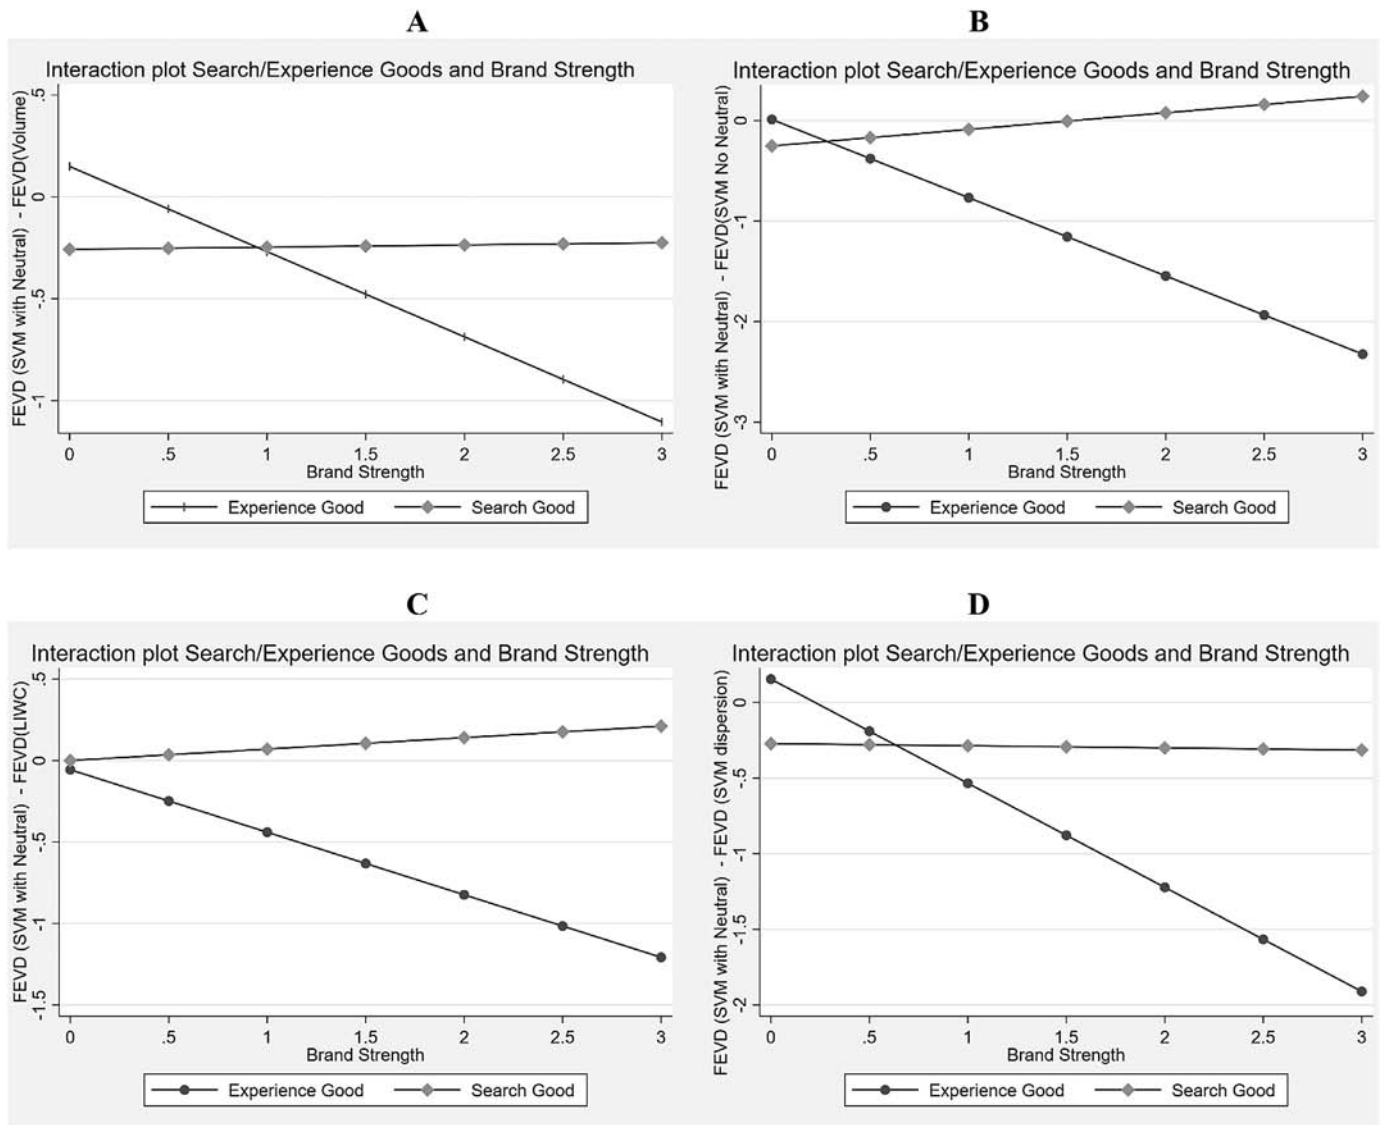 A
Interaction plot Search/Experience Goods and Brand Strength
FEVD (SVM with Neutral) - FEVD(Volume)
.5
0
-.5
-1
0 .5 1 1.5 2 2.5 3
Brand Strength
Experience Good Search Good
B
Interaction plot Search/Experience Goods and Brand Strength
FEVD (SVM with Neutral) - FEVD(SVM No Neutral)
0
-1
-2
-3
0 .5 1 1.5 2 2.5 3
Brand Strength
Experience Good Search Good
C
Interaction plot Search/Experience Goods and Brand Strength
FEVD (SVM with Neutral) - FEVD(LIWC)
.5
0
-.5
-1
-1.5
0 .5 1 1.5 2 2.5 3
Brand Strength
Experience Good Search Good
D
Interaction plot Search/Experience Goods and Brand Strength
FEVD (SVM with Neutral) - FEVD (SVM dispersion)
0
-.5
-1
-1.5
-2
0 .5 1 1.5 2 2.5 3
Brand Strength
Experience Good Search Good